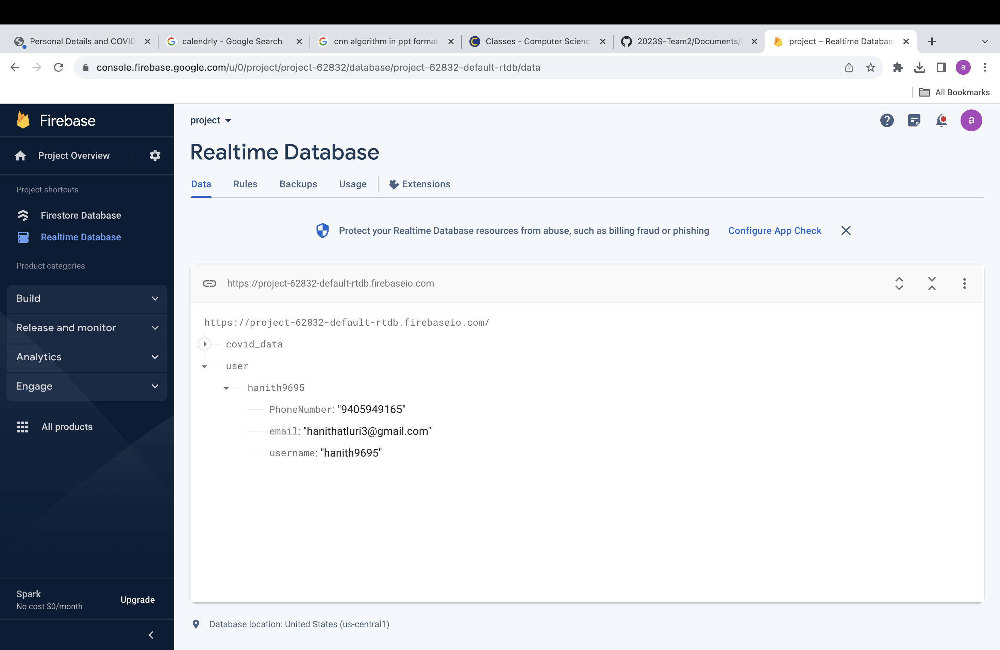 Personal Details and COVID
calendrly - Google Search
cnn algorithm in ppt format
Classes - Computer Scienc
2023S-Team2/Documents/
project – Realtime Databas
console.firebase.google.com/u/0/project/project-62832/database/project-62832-default-rtdb/data
a
All Bookmarks
Firebase
project
a
Project Overview
Realtime Database
Data
Rules
Backups
Usage
Extensions
Project shortcuts
Firestore Database
Realtime Database
Protect your Realtime Database resources from abuse, such as billing fraud or phishing
Configure App Check
Product categories
https://project-62832-default-rtdb.firebaseio.com
Build
Release and monitor
Analytics
Engage
All products
https://project-62832-default-rtdb.firebaseio.com/
covid_data
user
hanith9695
PhoneNumber: "9405949165"
email: "hanithatluri3@gmail.com"
username: "hanith9695"
Spark
No cost $0/month
Upgrade
Database location: United States (us-central1)